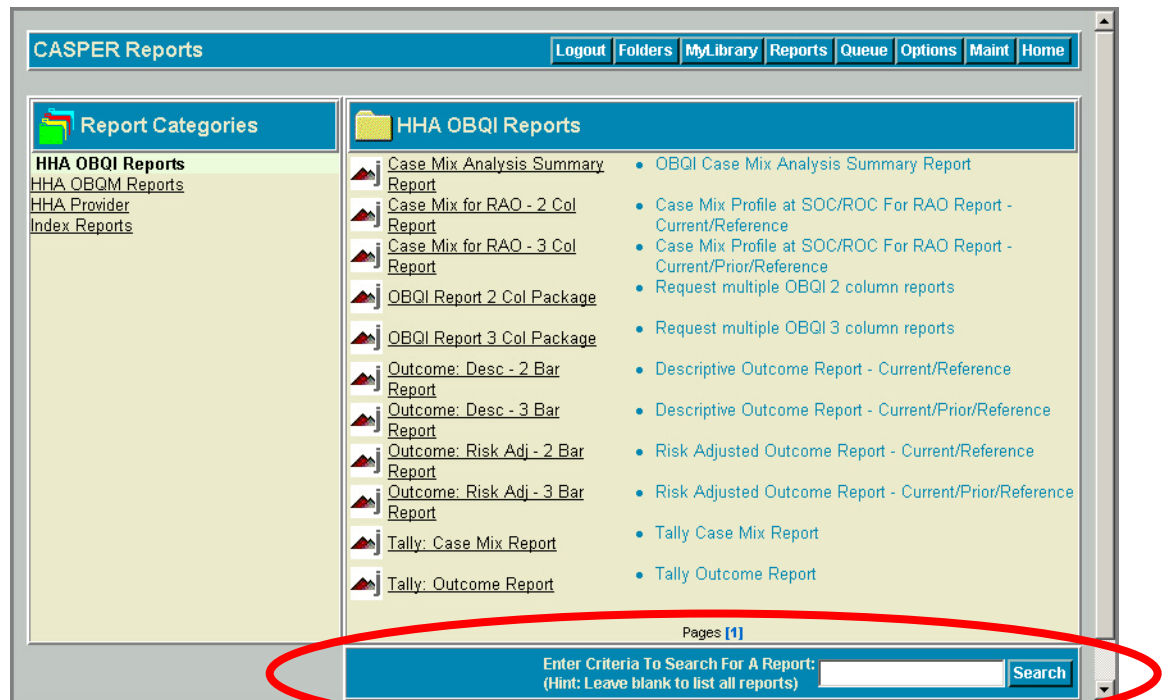 CASPER Reports
Logout Folders MyLibrary Reports Queue Options Maint Home
Report Categories
HHA OBQI Reports
HHA OBQM Reports
HHA Provider
Index Reports
HHA OBQI Reports
Case Mix Analysis Summary
Report
• OBQI Case Mix Analysis Summary Report
Case Mix for RAO - 2 Col
Report
• Case Mix Profile at SOC/ROC For RAO Report -
Current/Reference
Case Mix for RAO - 3 Col
Report
• Case Mix Profile at SOC/ROC For RAO Report -
Current/Prior/Reference
OBQI Report 2 Col Package
• Request multiple OBQI 2 column reports
OBQI Report 3 Col Package
• Request multiple OBQI 3 column reports
Outcome: Desc - 2 Bar
Report
• Descriptive Outcome Report - Current/Reference
Outcome: Desc - 3 Bar
Report
• Descriptive Outcome Report - Current/Prior/Reference
Outcome: Risk Adj - 2 Bar
Report
• Risk Adjusted Outcome Report - Current/Reference
Outcome: Risk Adj - 3 Bar
Report
• Risk Adjusted Outcome Report - Current/Prior/Reference
Tally: Case Mix Report
• Tally Case Mix Report
Tally: Outcome Report
• Tally Outcome Report
Pages [1]
Enter Criteria To Search For A Report:
(Hint: Leave blank to list all reports)
Search